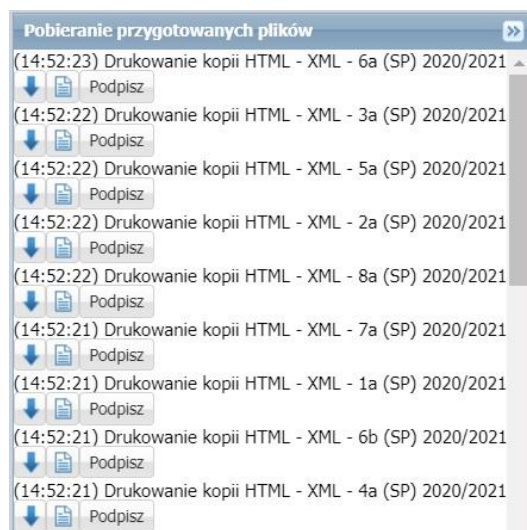 Pobieranie przygotowanych plików
(14:52:23) Drukowanie kopii HTML - XML - 6a (SP) 2020/2021
Podpisz
(14:52:22) Drukowanie kopii HTML - XML - 3a (SP) 2020/2021
Podpisz
(14:52:22) Drukowanie kopii HTML - XML - 5a (SP) 2020/2021
Podpisz
(14:52:22) Drukowanie kopii HTML - XML - 2a (SP) 2020/2021
Podpisz
(14:52:22) Drukowanie kopii HTML - XML - 8a (SP) 2020/2021
Podpisz
(14:52:21) Drukowanie kopii HTML - XML - 7a (SP) 2020/2021
Podpisz
(14:52:21) Drukowanie kopii HTML - XML - 1a (SP) 2020/2021
Podpisz
(14:52:21) Drukowanie kopii HTML - XML - 6b (SP) 2020/2021
Podpisz
(14:52:21) Drukowanie kopii HTML - XML - 4a (SP) 2020/2021
Podpisz